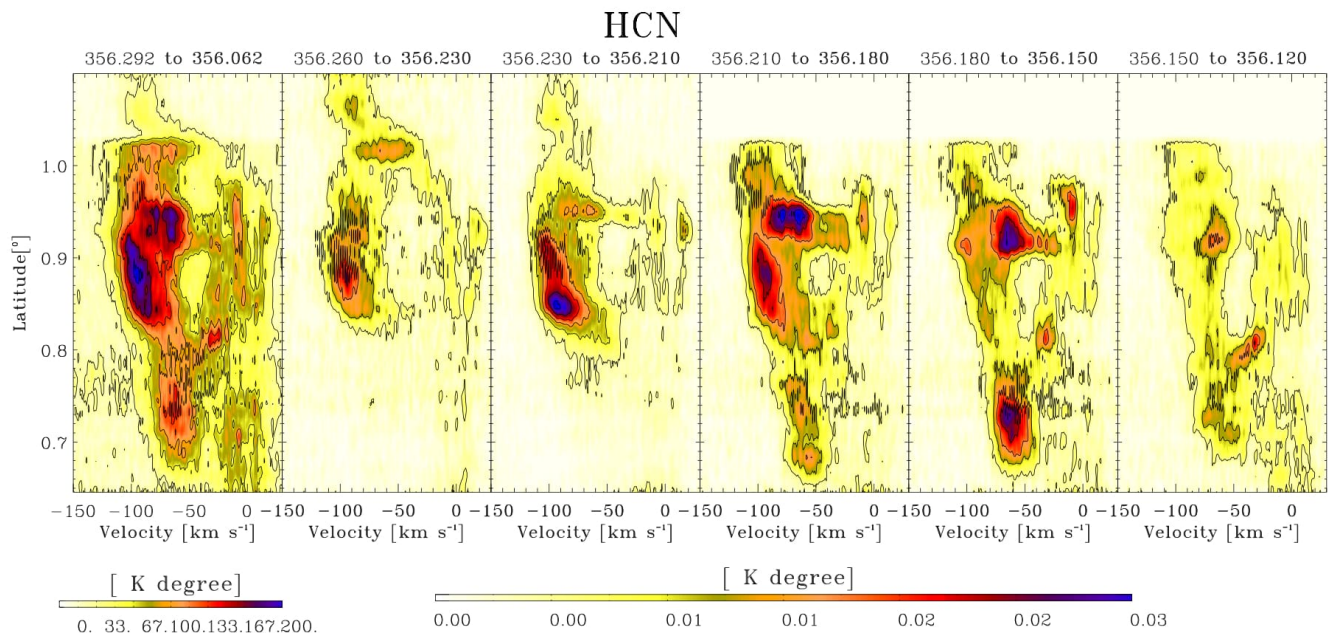 HCN
356.292 to 356.062 356.260 to 356.230 356.230 to 356.210 356.210 to 356.180 356.180 to 356.150 356.150 to 356.120
1.0
0.9
0.8
0.7
Latitude[°]
-150 -100 -50 0 -150 -100 -50 0 -150 -100 -50 0 -150 -100 -50 0 -150 -100 -50 0 -150 -100 -50 0
Velocity [km s⁻¹] Velocity [km s⁻¹] Velocity [km s⁻¹] Velocity [km s⁻¹] Velocity [km s⁻¹] Velocity [km s⁻¹]
[ K degree] [ K degree]
0. 33. 67.100.133.167.200. 0.00 0.00 0.01 0.01 0.02 0.02 0.03